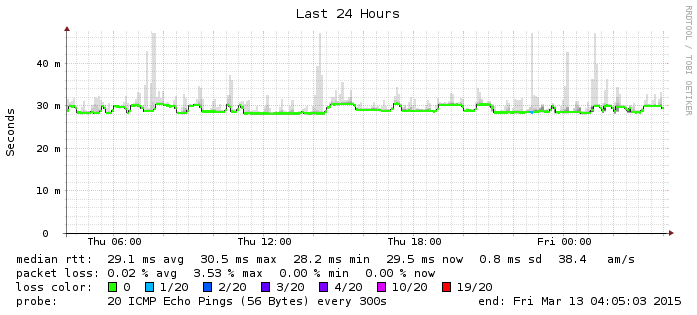 Last 24 Hours
RRDTOOL / TOBI OETIKER
Seconds
40 m
30 m
20 m
10 m
0
Thu 06:00 Thu 12:00 Thu 18:00 Fri 00:00
median rtt: 29.1 ms avg 30.5 ms max 28.2 ms min 29.5 ms now 0.8 ms sd 38.4 am/s
packet loss: 0.02 % avg 3.53 % max 0.00 % min 0.00 % now
loss color: 0 1/20 2/20 3/20 4/20 10/20 19/20
probe: 20 ICMP Echo Pings (56 Bytes) every 300s end: Fri Mar 13 04:05:03 2015